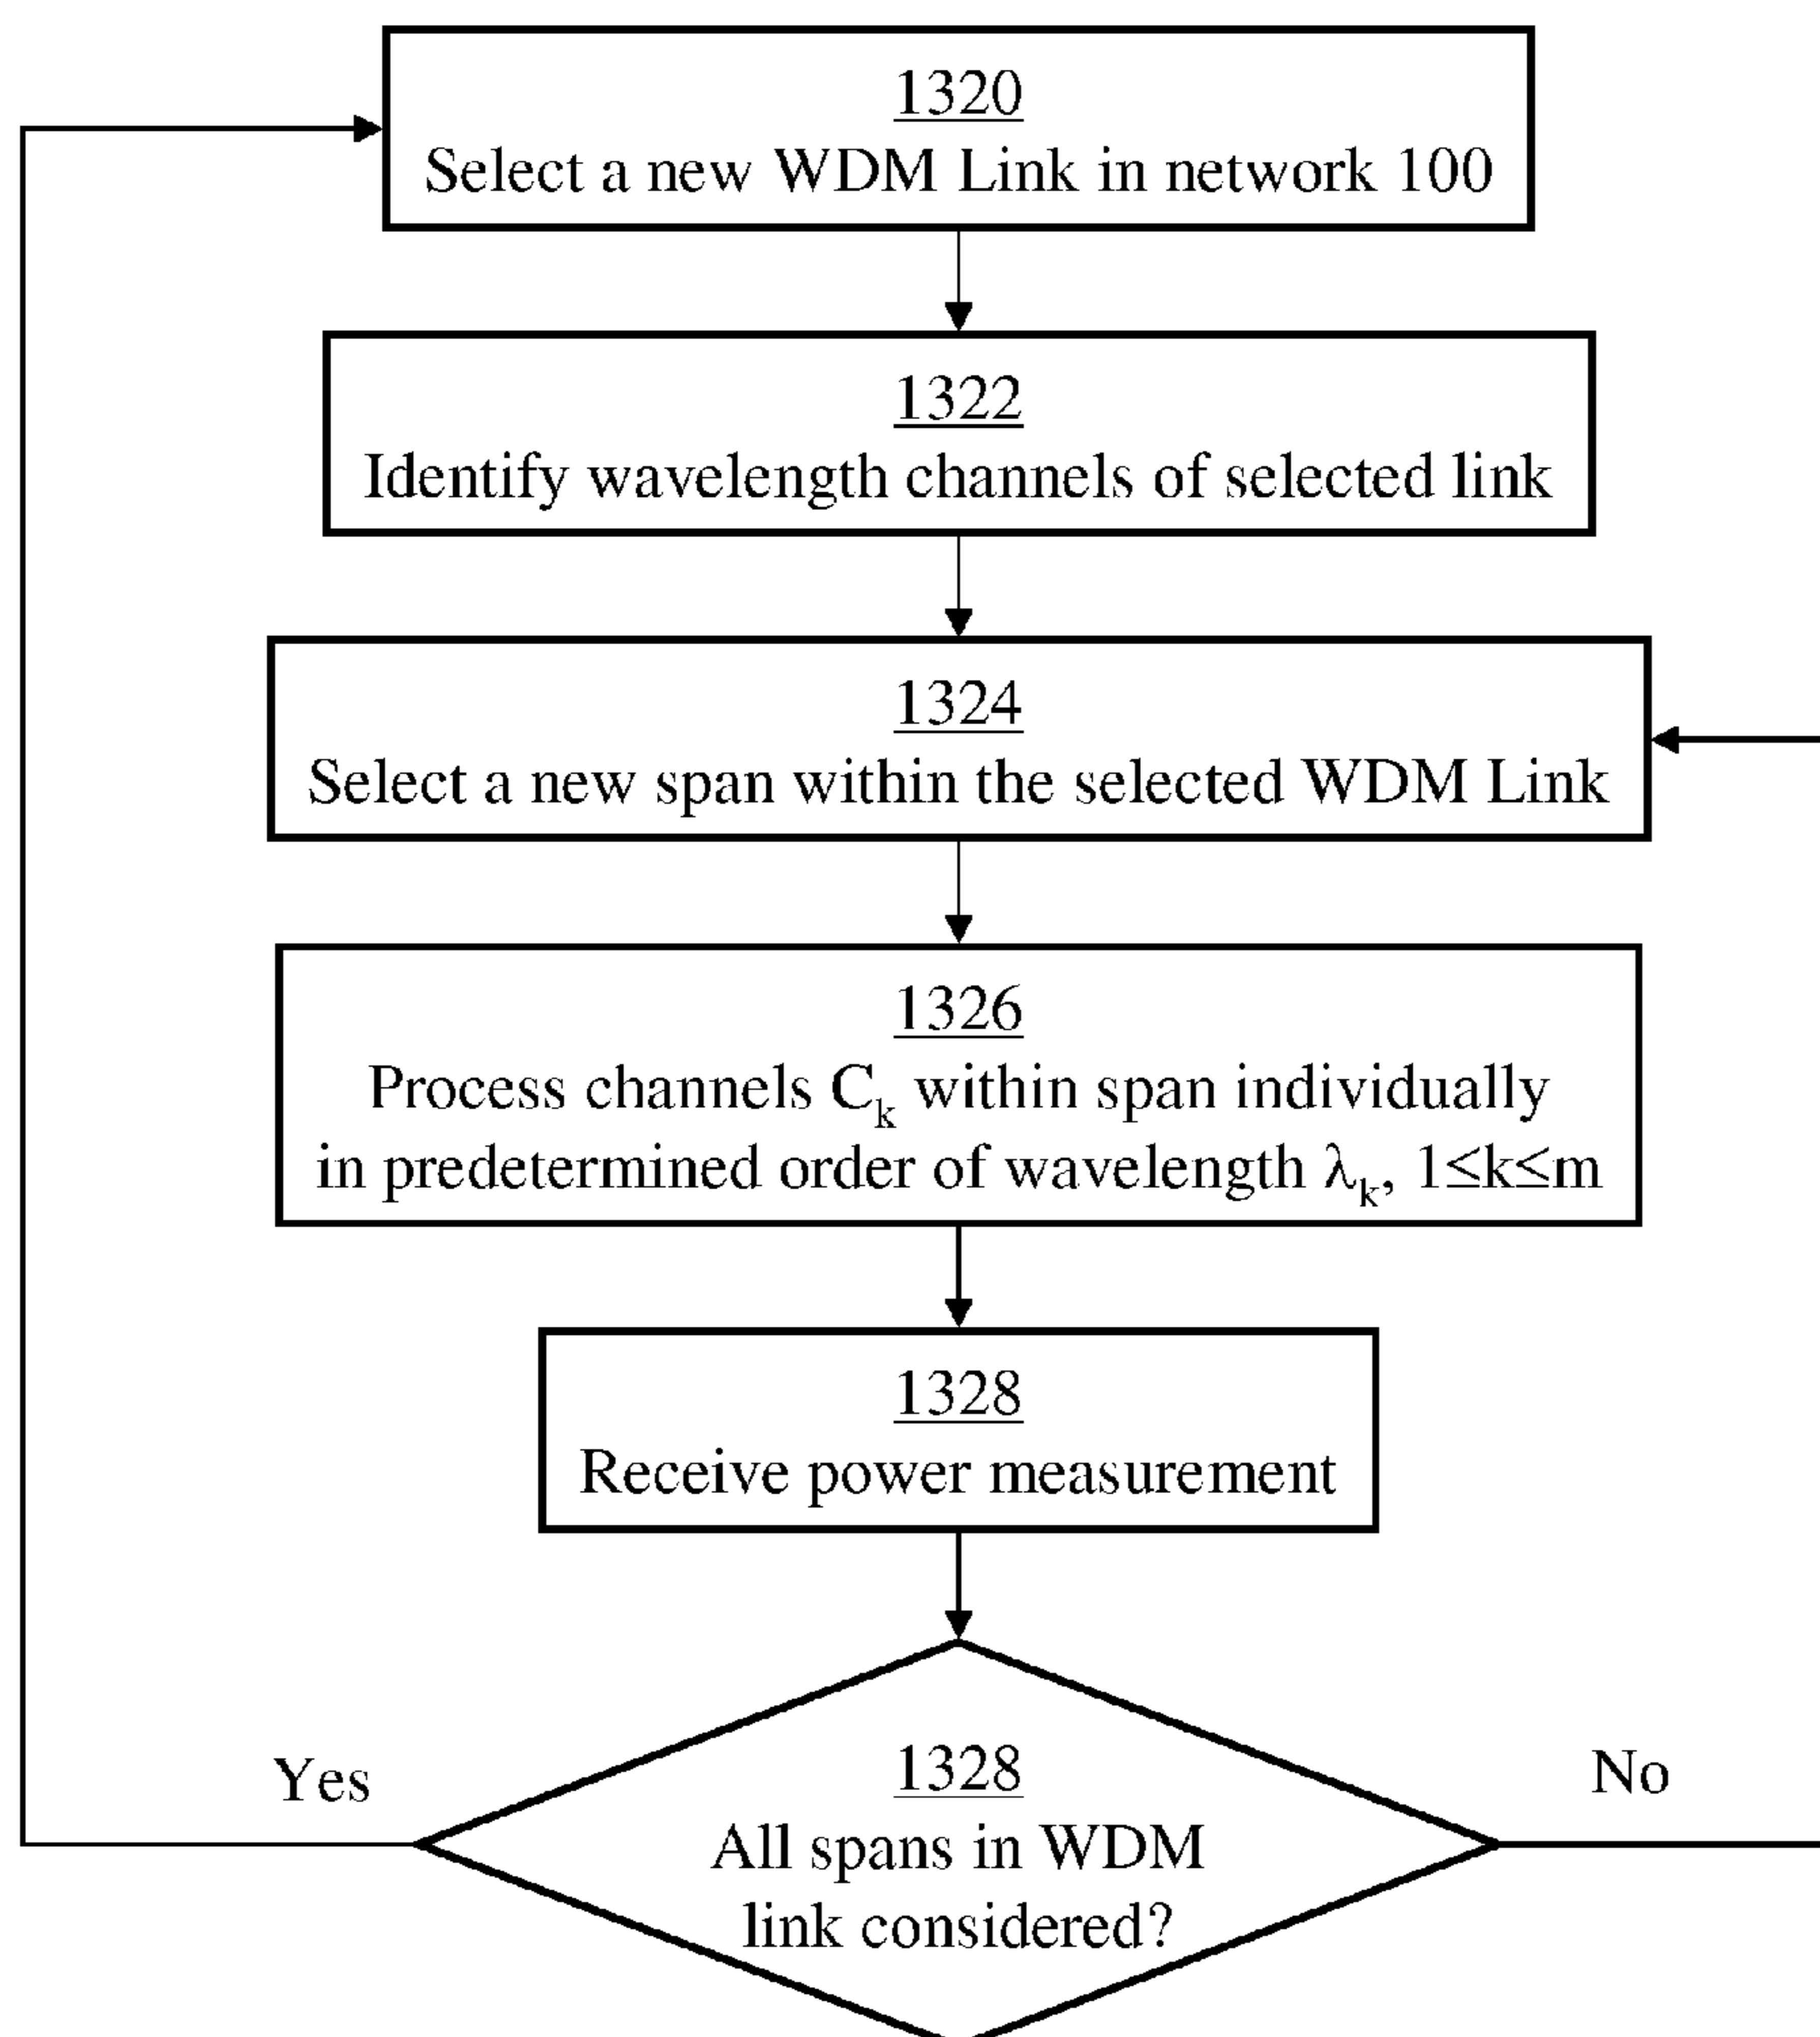 1320
Select a new WDM Link in network 100
1322
Identify wavelength channels of selected link
1324
Select a new span within the selected WDM Link
1326
Process channels Cₖ within span individually
in predetermined order of wavelength λₖ, 1≤k≤m
1328
Receive power measurement
1328
All spans in WDM
link considered?
Yes
No